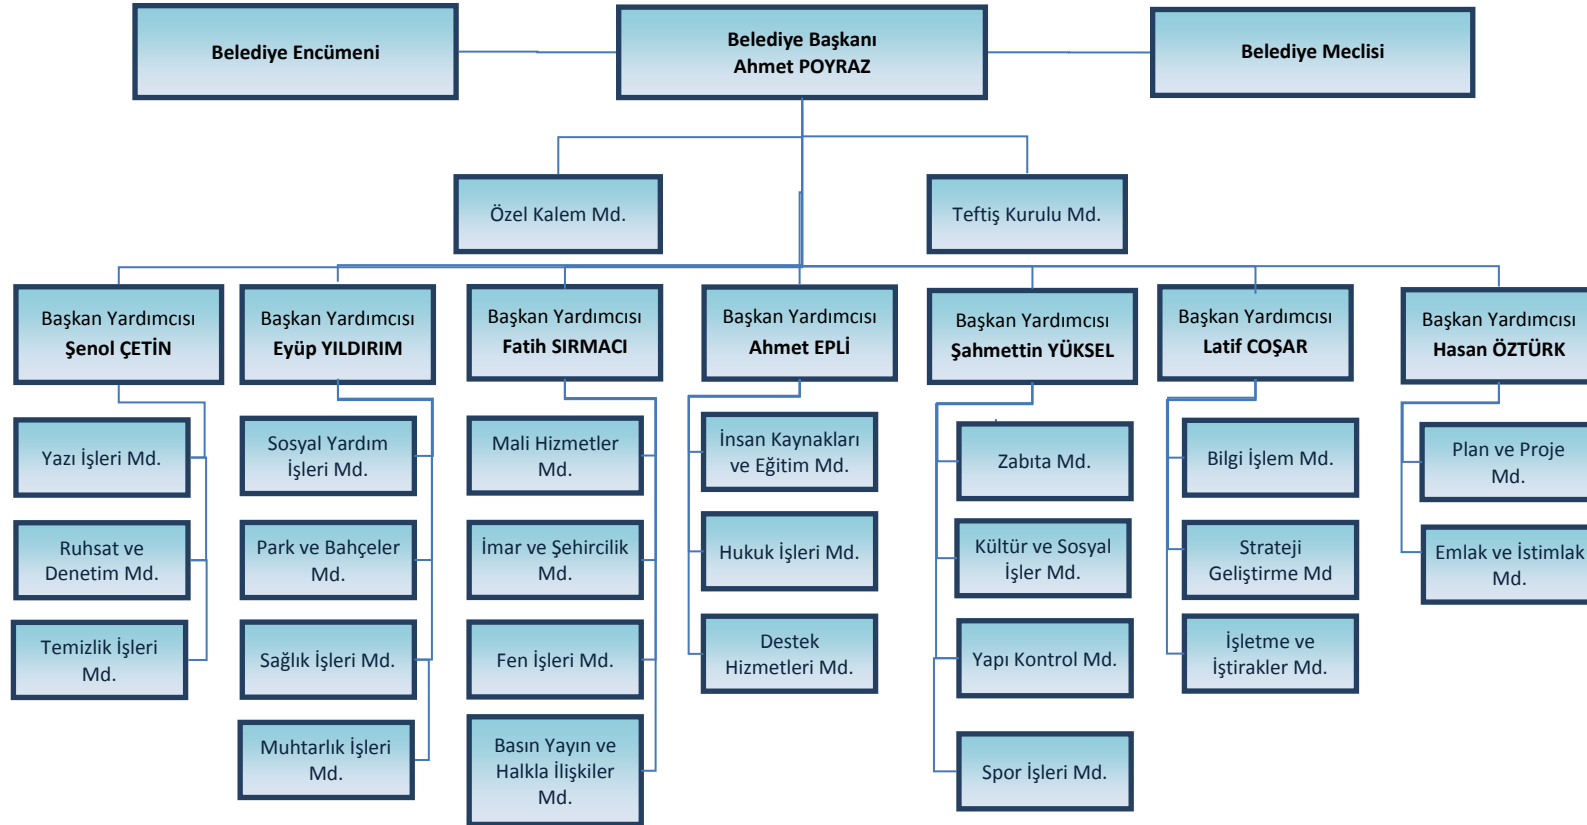 Belediye Encümeni
Belediye Başkanı
Ahmet POYRAZ
Belediye Meclisi
Özel Kalem Md.
Teftiş Kurulu Md.
Başkan Yardımcısı
Şenol ÇETİN
Başkan Yardımcısı
Eyüp YILDIRIM
Başkan Yardımcısı
Fatih SIRMACI
Başkan Yardımcısı
Ahmet EPLİ
Başkan Yardımcısı
Şahmettin YÜKSEL
Başkan Yardımcısı
Latif COŞAR
Başkan Yardımcısı
Hasan ÖZTÜRK
Yazı İşleri Md.
Ruhsat ve
Denetim Md.
Temizlik İşleri
Md.
Sosyal Yardım
İşleri Md.
Park ve Bahçeler
Md.
Sağlık İşleri Md.
Muhtarlık İşleri
Md.
Mali Hizmetler
Md.
İmar ve Şehircilik
Md.
Fen İşleri Md.
Basın Yayın ve
Halkla İlişkiler
Md.
İnsan Kaynakları
ve Eğitim Md.
Hukuk İşleri Md.
Destek
Hizmetleri Md.
Zabıta Md.
Kültür ve Sosyal
İşler Md.
Yapı Kontrol Md.
Spor İşleri Md.
Bilgi İşlem Md.
Strateji
Geliştirme Md
İşletme ve
İştirakler Md.
Plan ve Proje
Md.
Emlak ve İstimlak
Md.